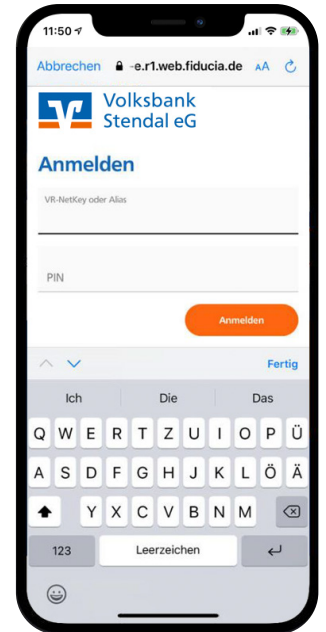 11:50
Abbrechen -e.r1.web.fiducia.de AA
Volksbank
Stendal eG
Anmelden
VR-NetKey oder Alias
PIN
Anmelden
Fertig
Ich Die Das
Q W E R T Z U I O P Ü
A S D F G H J K L Ö Ä
Y X C V B N M
123 Leerzeichen